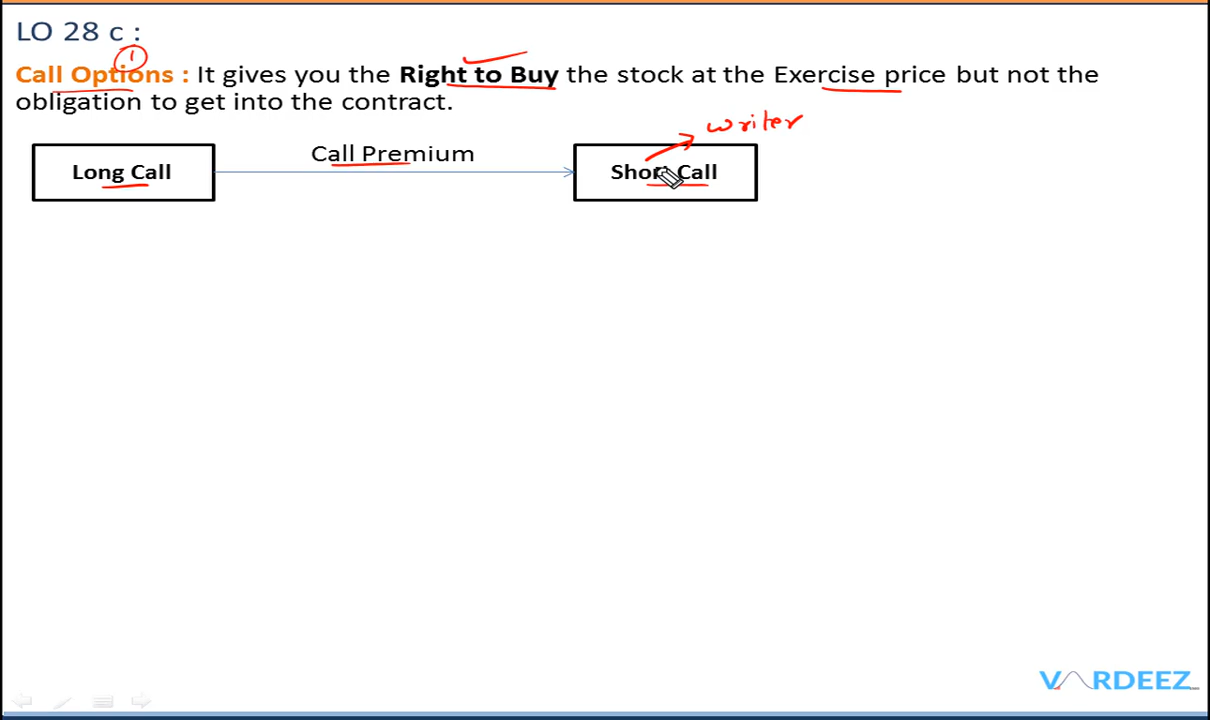 LO 28 c :
1
Call Options : It gives you the Right to Buy the stock at the Exercise price but not the
obligation to get into the contract.
writer
Long Call
Call Premium
Short Call
VARDEEZ